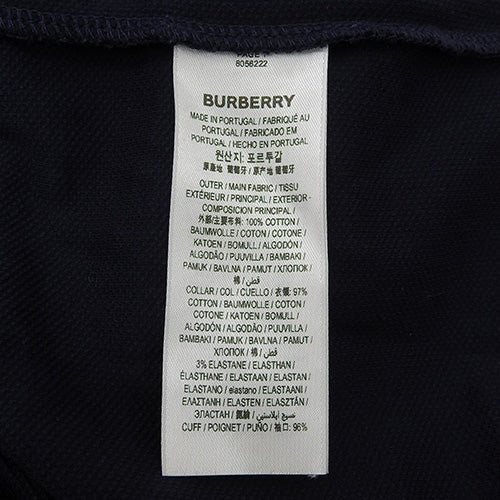 PAGE
8056222
BURBERRY
MADE IN PORTUGAL / FABRIQUÉ AU
PORTUGAL / FABRICADO EM
PORTUGAL / HECHO EN PORTUGAL
원산지: 포르투갈
原產地 葡萄牙 / 原产地 葡萄牙
OUTER / MAIN FABRIC / TISSU
EXTÉRIEUR / PRINCIPAL / EXTERIOR -
COMPOSICION PRINCIPAL /
外部/主要布料: 100% COTTON /
BAUMWOLLE / COTON / COTONE /
KATOEN / BOMULL / ALGODÓN /
ALGODÃO / PUUVILLA / BAMBAKI /
PAMUK / BAVLNA / PAMUT / ХЛОПОК /
棉 / قطن /
COLLAR / COL / CUELLO / 衣領: 97%
COTTON / BAUMWOLLE / COTON /
COTONE / KATOEN / BOMULL /
ALGODÓN / ALGODÃO / PUUVILLA /
BAMBAKI / PAMUK / BAVLNA / PAMUT /
ХЛОПОК / 棉 / قطن
3% ELASTANE / ELASTHAN /
ÉLASTHANE / ELASTAAN / ELASTAN /
ELASTANO / elastano / ELASTAANI /
ΕΛΑΣΤΑΝΗ / ELASTEN / ELASZTÁN /
ЭЛАСТАН / 氨綸 / نسيج ايلاستين /
CUFF / POIGNET / PUÑO / 袖口: 96%